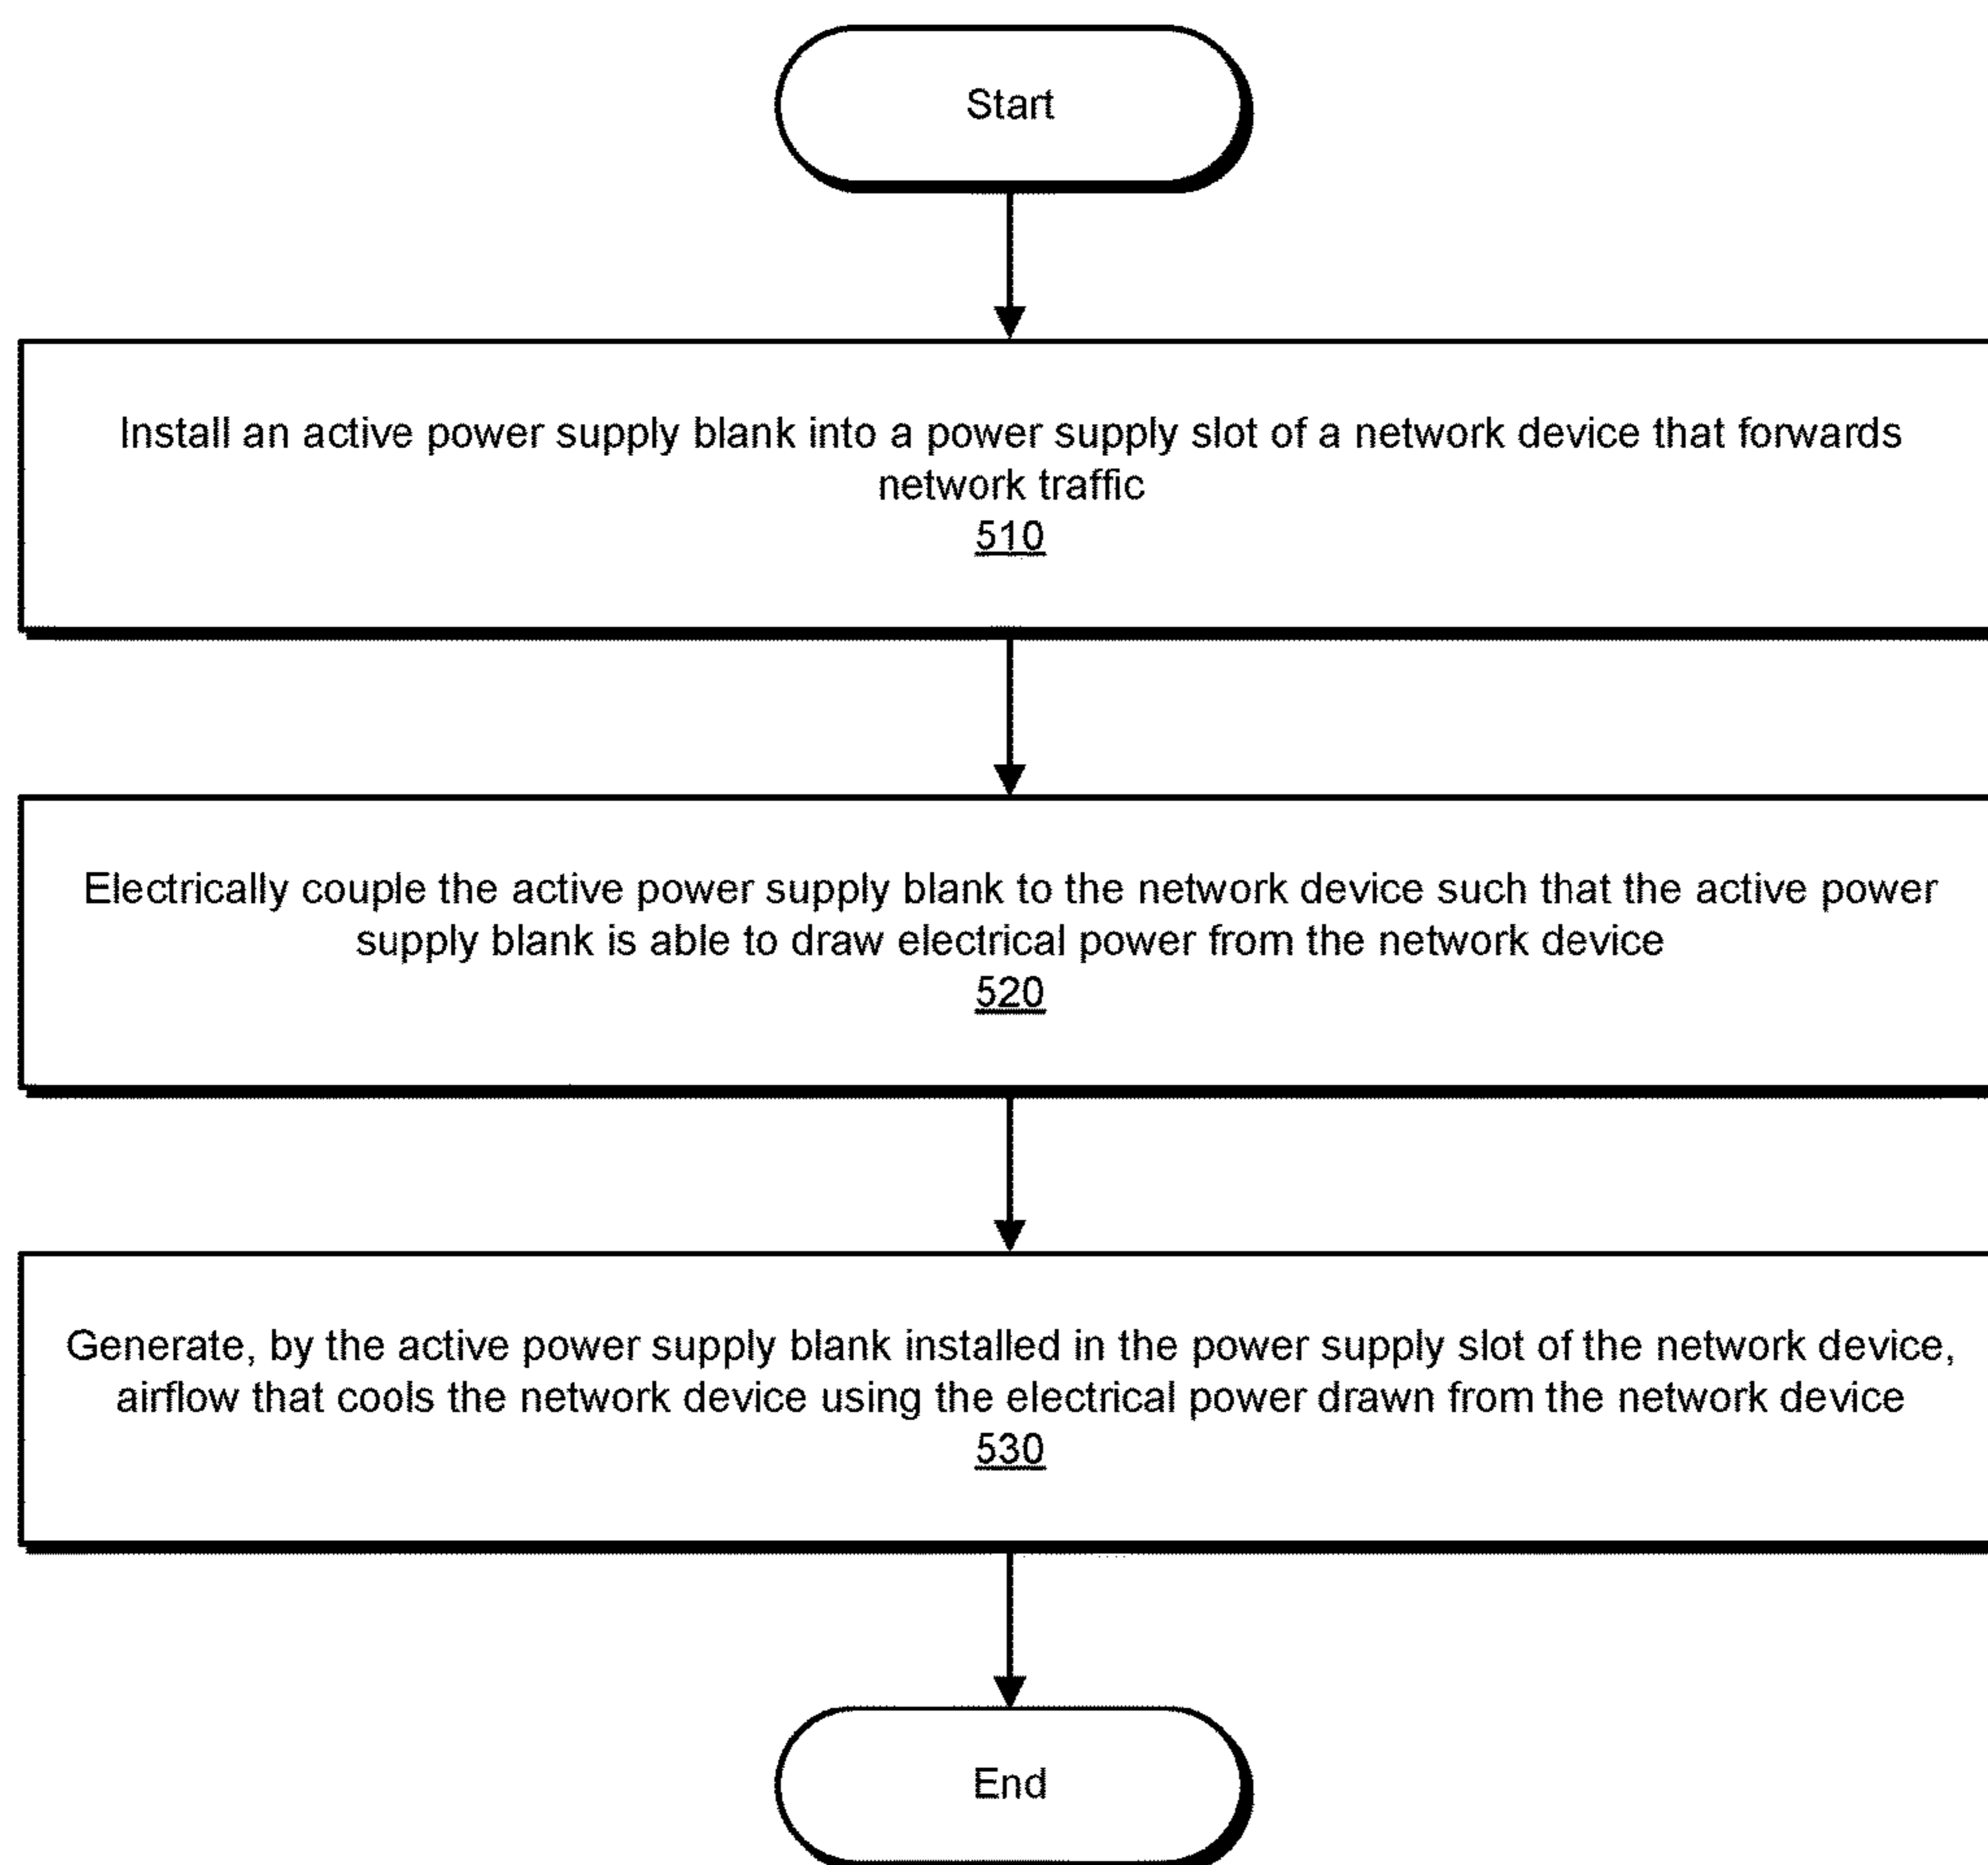 Start
Install an active power supply blank into a power supply slot of a network device that forwards
network traffic
510
Electrically couple the active power supply blank to the network device such that the active power
supply blank is able to draw electrical power from the network device
520
Generate, by the active power supply blank installed in the power supply slot of the network device,
airflow that cools the network device using the electrical power drawn from the network device
530
End